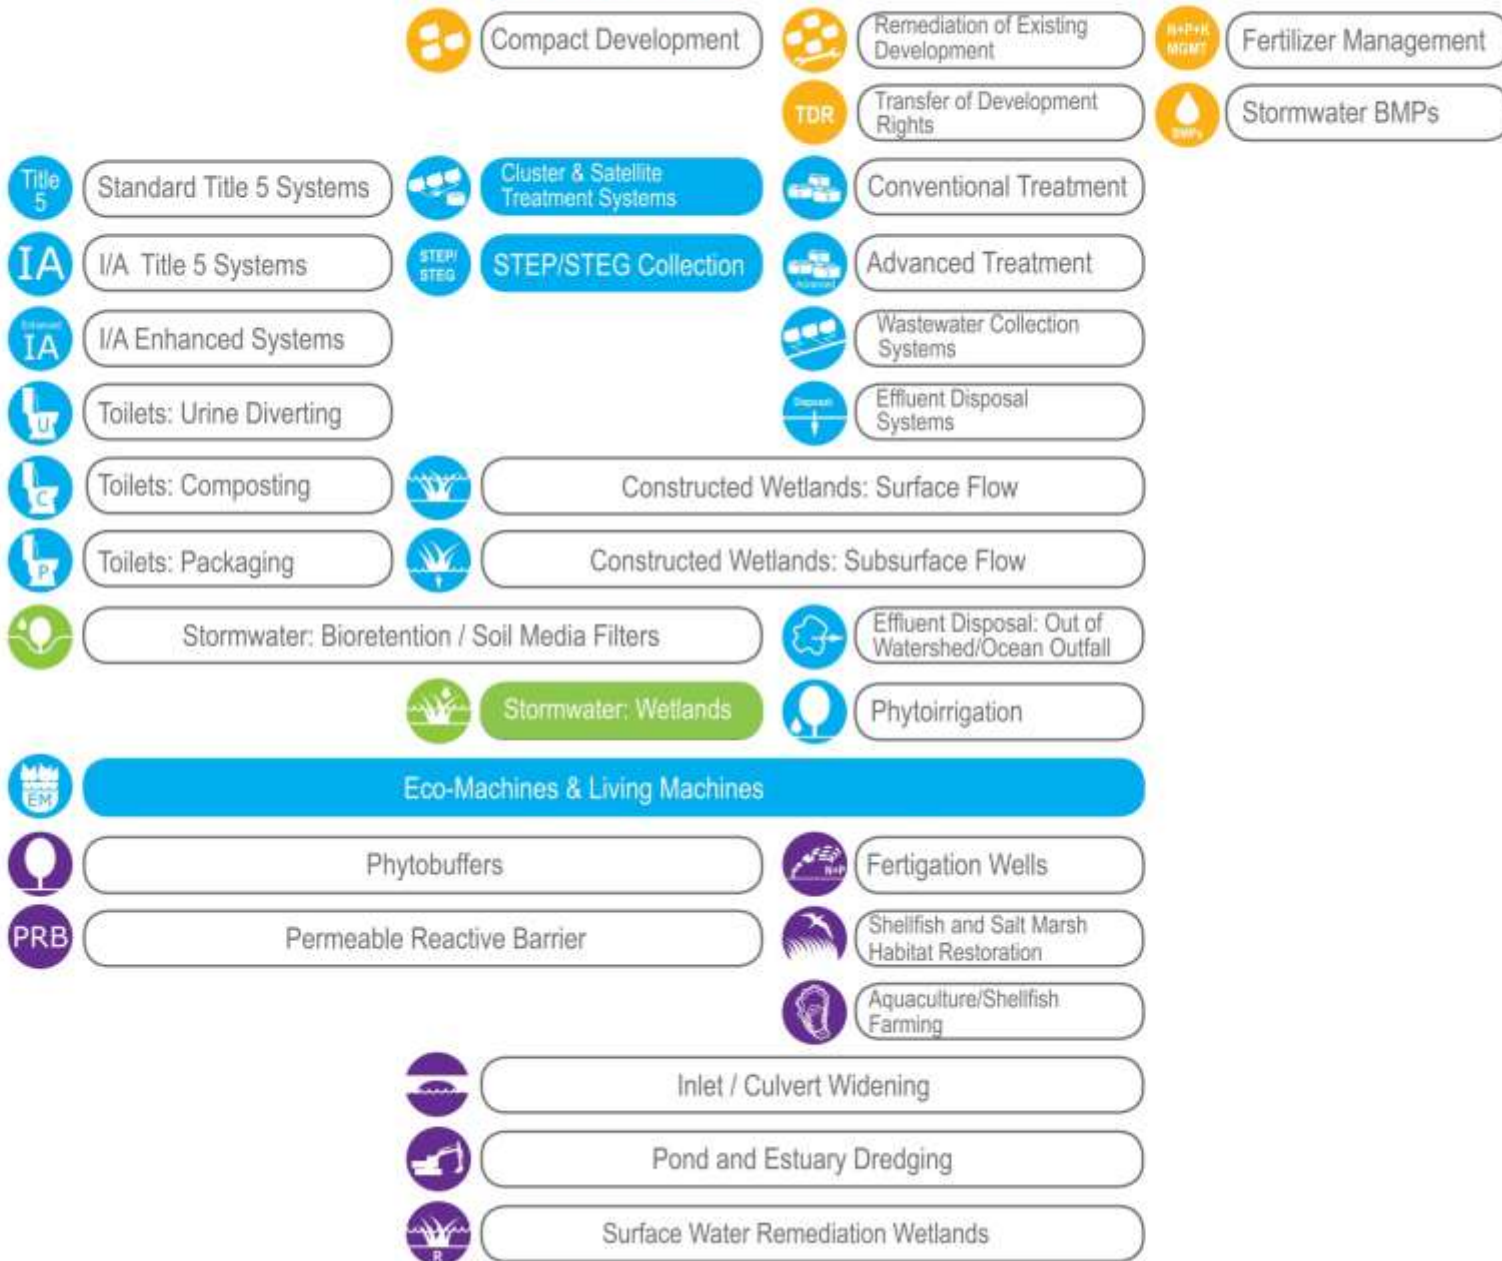 Compact Development
Remediation of Existing
Development
N+P+K
MGMT
Fertilizer Management
TDR
Transfer of Development
Rights
BMPs
Stormwater BMPs
Title
5
Standard Title 5 Systems
Cluster & Satellite
Treatment Systems
Conventional Treatment
IA
I/A Title 5 Systems
STEP/
STEG
STEP/STEG Collection
Advanced
Advanced Treatment
Enhanced
IA
I/A Enhanced Systems
Wastewater Collection
Systems
U
Toilets: Urine Diverting
Disposal
Effluent Disposal
Systems
C
Toilets: Composting
Constructed Wetlands: Surface Flow
P
Toilets: Packaging
Constructed Wetlands: Subsurface Flow
Stormwater: Bioretention / Soil Media Filters
Effluent Disposal: Out of
Watershed/Ocean Outfall
Stormwater: Wetlands
Phytoirrigation
EM
Eco-Machines & Living Machines
Phytobuffers
N+P
Fertigation Wells
PRB
Permeable Reactive Barrier
Shellfish and Salt Marsh
Habitat Restoration
Aquaculture/Shellfish
Farming
Inlet / Culvert Widening
Pond and Estuary Dredging
R
Surface Water Remediation Wetlands